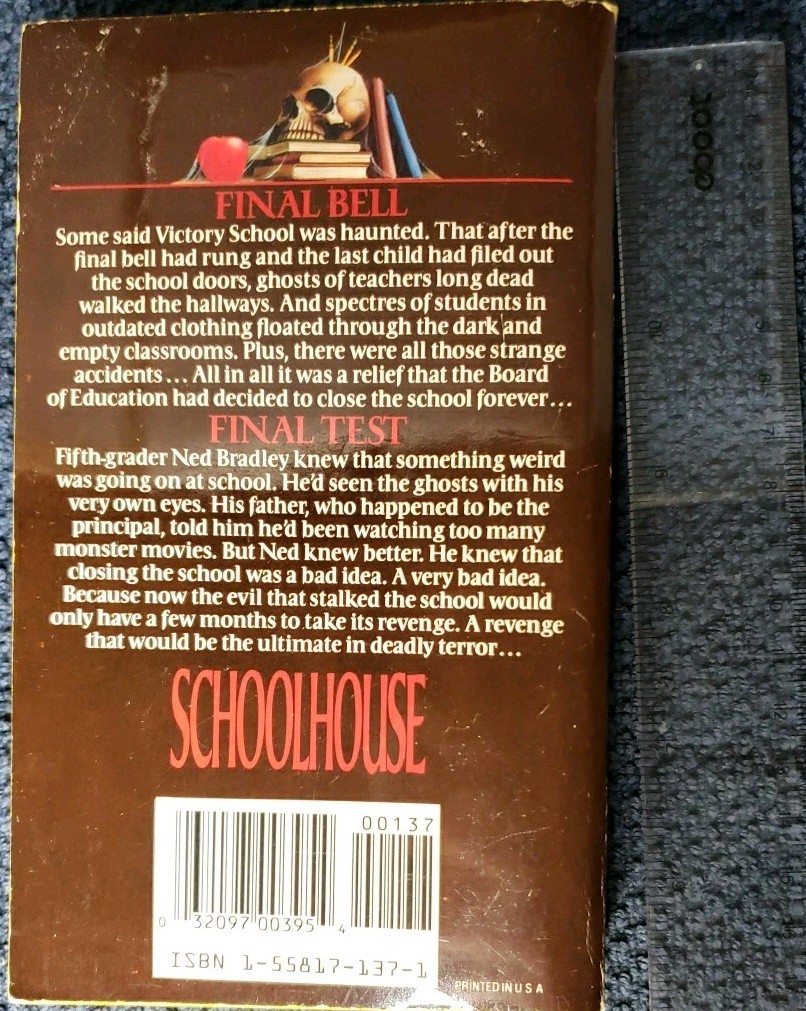 FINAL BELL
Some said Victory School was haunted. That after the
final bell had rung and the last child had filed out
the school doors, ghosts of teachers long dead
walked the hallways. And spectres of students in
outdated clothing floated through the dark and
empty classrooms. Plus, there were all those strange
accidents... All in all it was a relief that the Board
of Education had decided to close the school forever...
FINAL TEST
Fifth-grader Ned Bradley knew that something weird
was going on at school. He'd seen the ghosts with his
very own eyes. His father, who happened to be the
principal, told him he'd been watching too many
monster movies. But Ned knew better. He knew that
closing the school was a bad idea. A very bad idea.
Because now the evil that stalked the school would
only have a few months to take its revenge. A revenge
that would be the ultimate in deadly terror...
SCHOOLHOUSE
00137
0 32097 00395 4
ISBN 1-55817-137-1
PRINTED IN U S A